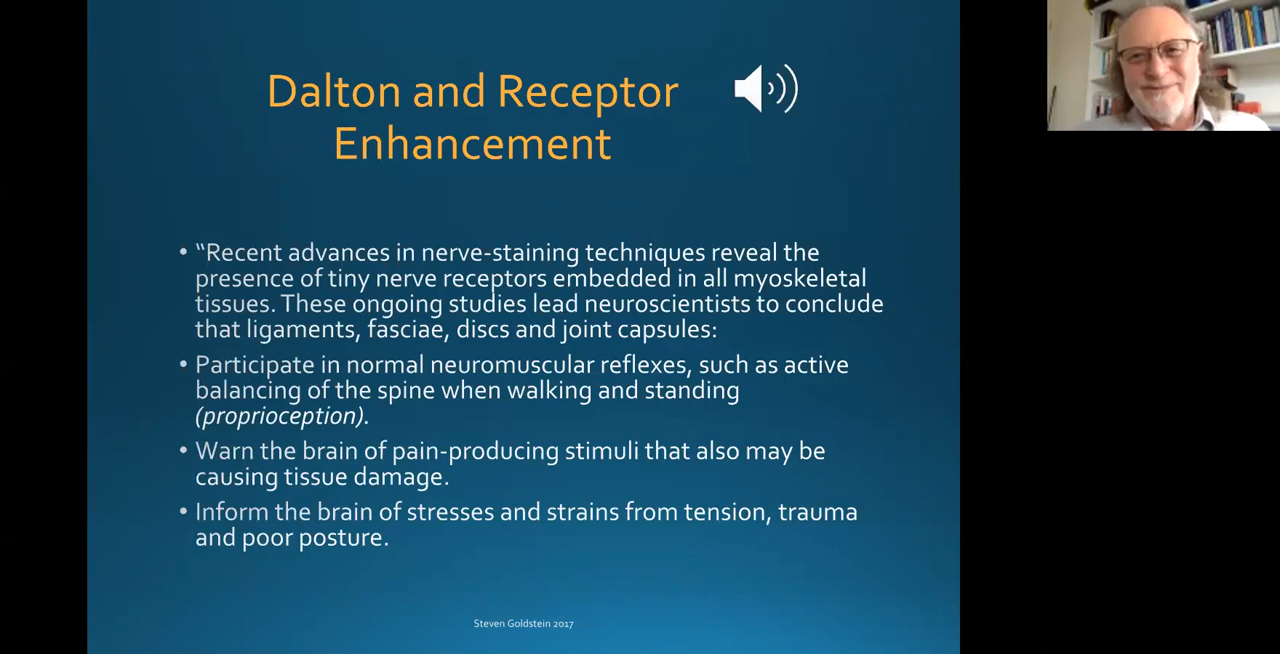 Dalton and Receptor
Enhancement
• “Recent advances in nerve-staining techniques reveal the
presence of tiny nerve receptors embedded in all myoskeletal
tissues. These ongoing studies lead neuroscientists to conclude
that ligaments, fasciae, discs and joint capsules:
• Participate in normal neuromuscular reflexes, such as active
balancing of the spine when walking and standing
(proprioception).
• Warn the brain of pain-producing stimuli that also may be
causing tissue damage.
• Inform the brain of stresses and strains from tension, trauma
and poor posture.
Steven Goldstein 2017